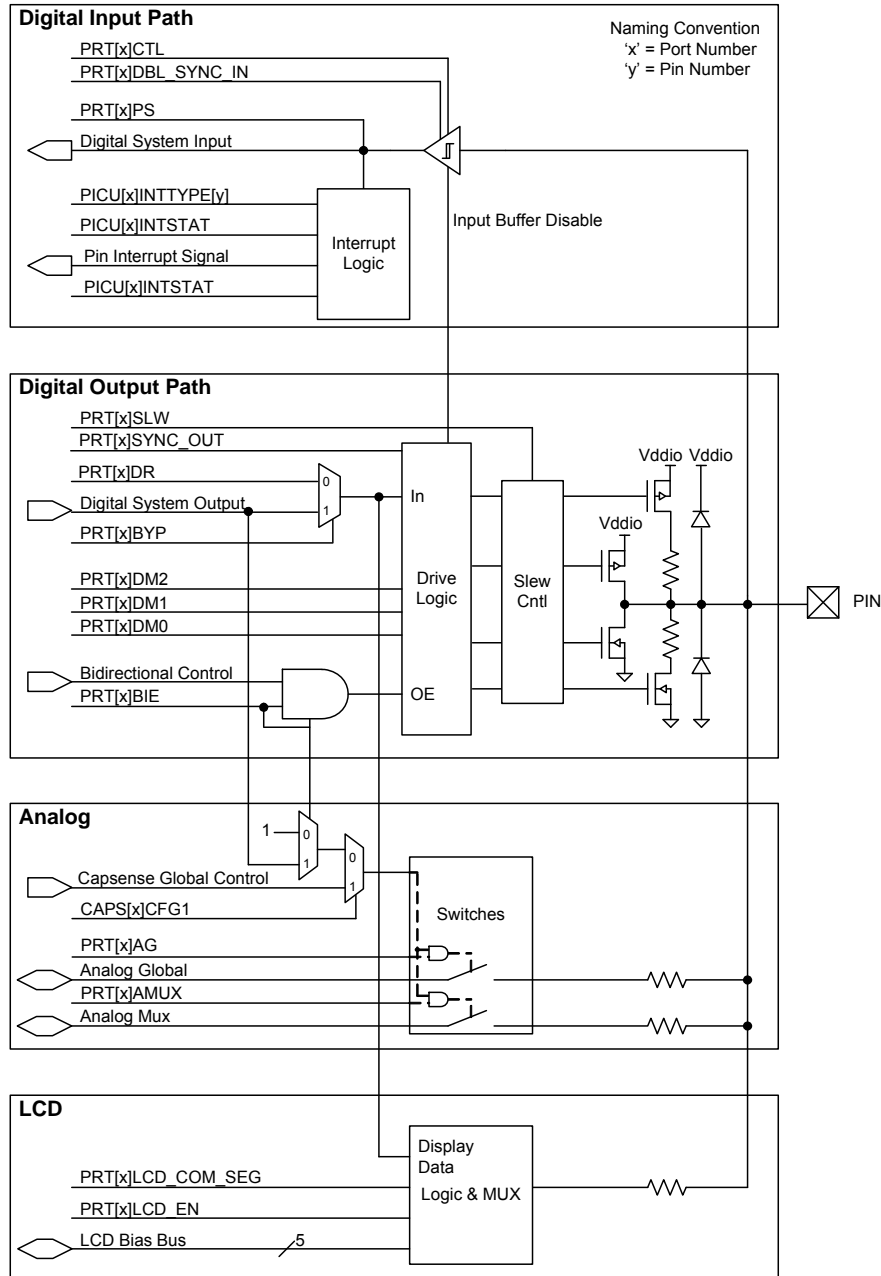 Digital Input Path
Naming Convention
'x' = Port Number
'y' = Pin Number
PRT[x]CTL
PRT[x]DBL_SYNC_IN
PRT[x]PS
Digital System Input
PICU[x]INTTYPE[y]
PICU[x]INTSTAT
Pin Interrupt Signal
PICU[x]INTSTAT
Interrupt
Logic
Input Buffer Disable
Digital Output Path
PRT[x]SLW
PRT[x]SYNC_OUT
PRT[x]DR
Digital System Output
PRT[x]BYP
0
1
In
PRT[x]DM2
PRT[x]DM1
PRT[x]DM0
Drive
Logic
Slew
Cntl
Vddio Vddio
Vddio
PIN
Bidirectional Control
PRT[x]BIE
OE
Analog
1
0
1
0
1
Capsense Global Control
CAPS[x]CFG1
Switches
PRT[x]AG
Analog Global
PRT[x]AMUX
Analog Mux
LCD
Display
Data
Logic & MUX
PRT[x]LCD_COM_SEG
PRT[x]LCD_EN
LCD Bias Bus
5